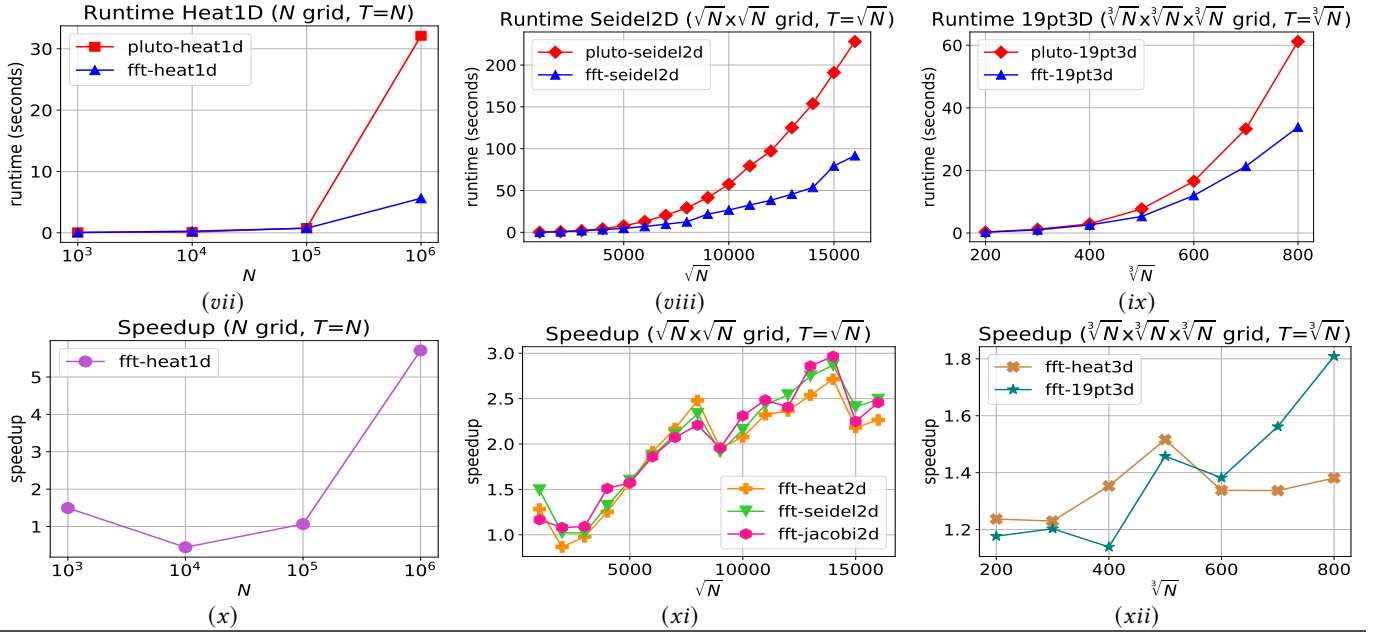 Runtime Heat1D (N grid, T=N)
pluto-heat1d
fft-heat1d
runtime (seconds)
30
20
10
0
10³
10⁴
10⁵
10⁶
N
(vii)
Runtime Seidel2D (√N x√N grid, T=√N)
pluto-seidel2d
fft-seidel2d
runtime (seconds)
200
150
100
50
0
5000
10000
15000
√N
(viii)
Runtime 19pt3D (∛N x∛N x∛N grid, T=∛N)
pluto-19pt3d
fft-19pt3d
runtime (seconds)
60
40
20
0
200
400
600
800
∛N
(ix)
Speedup (N grid, T=N)
fft-heat1d
speedup
5
4
3
2
1
10³
10⁴
10⁵
10⁶
N
(x)
Speedup (√N x√N grid, T=√N)
fft-heat2d
fft-seidel2d
fft-jacobi2d
speedup
3.0
2.5
2.0
1.5
1.0
5000
10000
15000
√N
(xi)
Speedup (∛N x∛N x∛N grid, T=∛N)
fft-heat3d
fft-19pt3d
speedup
1.8
1.6
1.4
1.2
200
400
600
800
∛N
(xii)